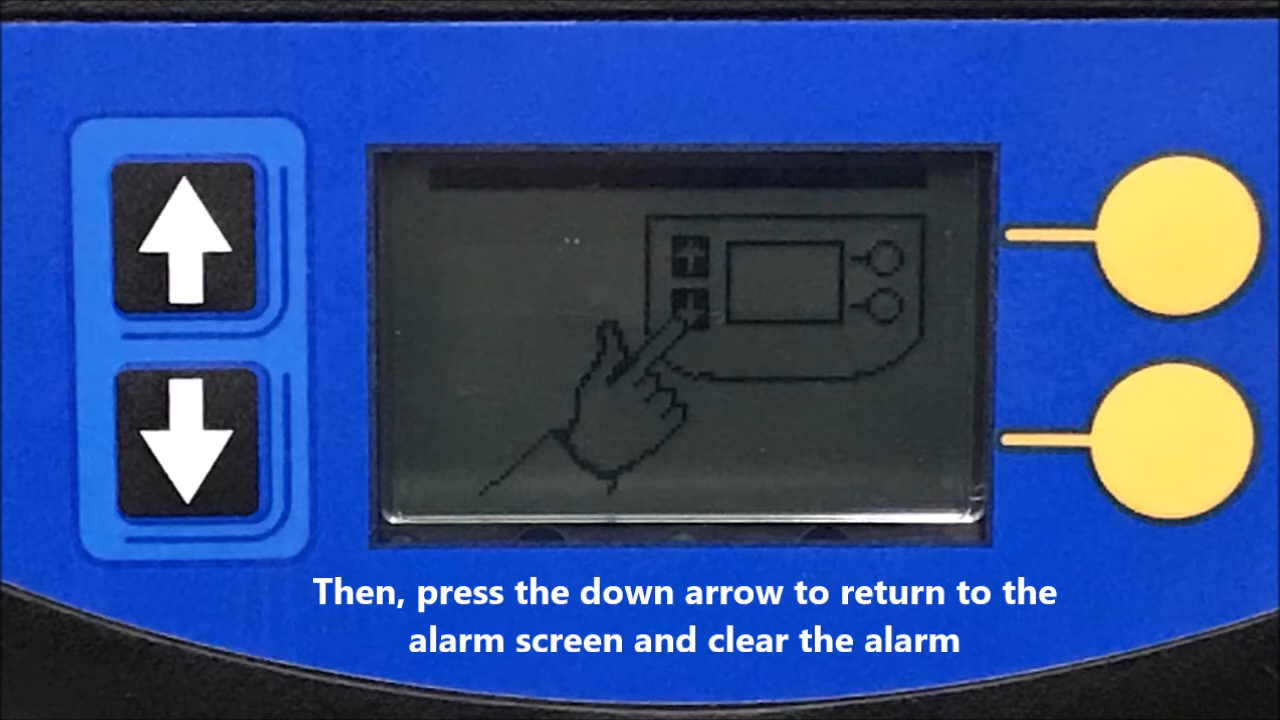 Then, press the down arrow to return to the
alarm screen and clear the alarm